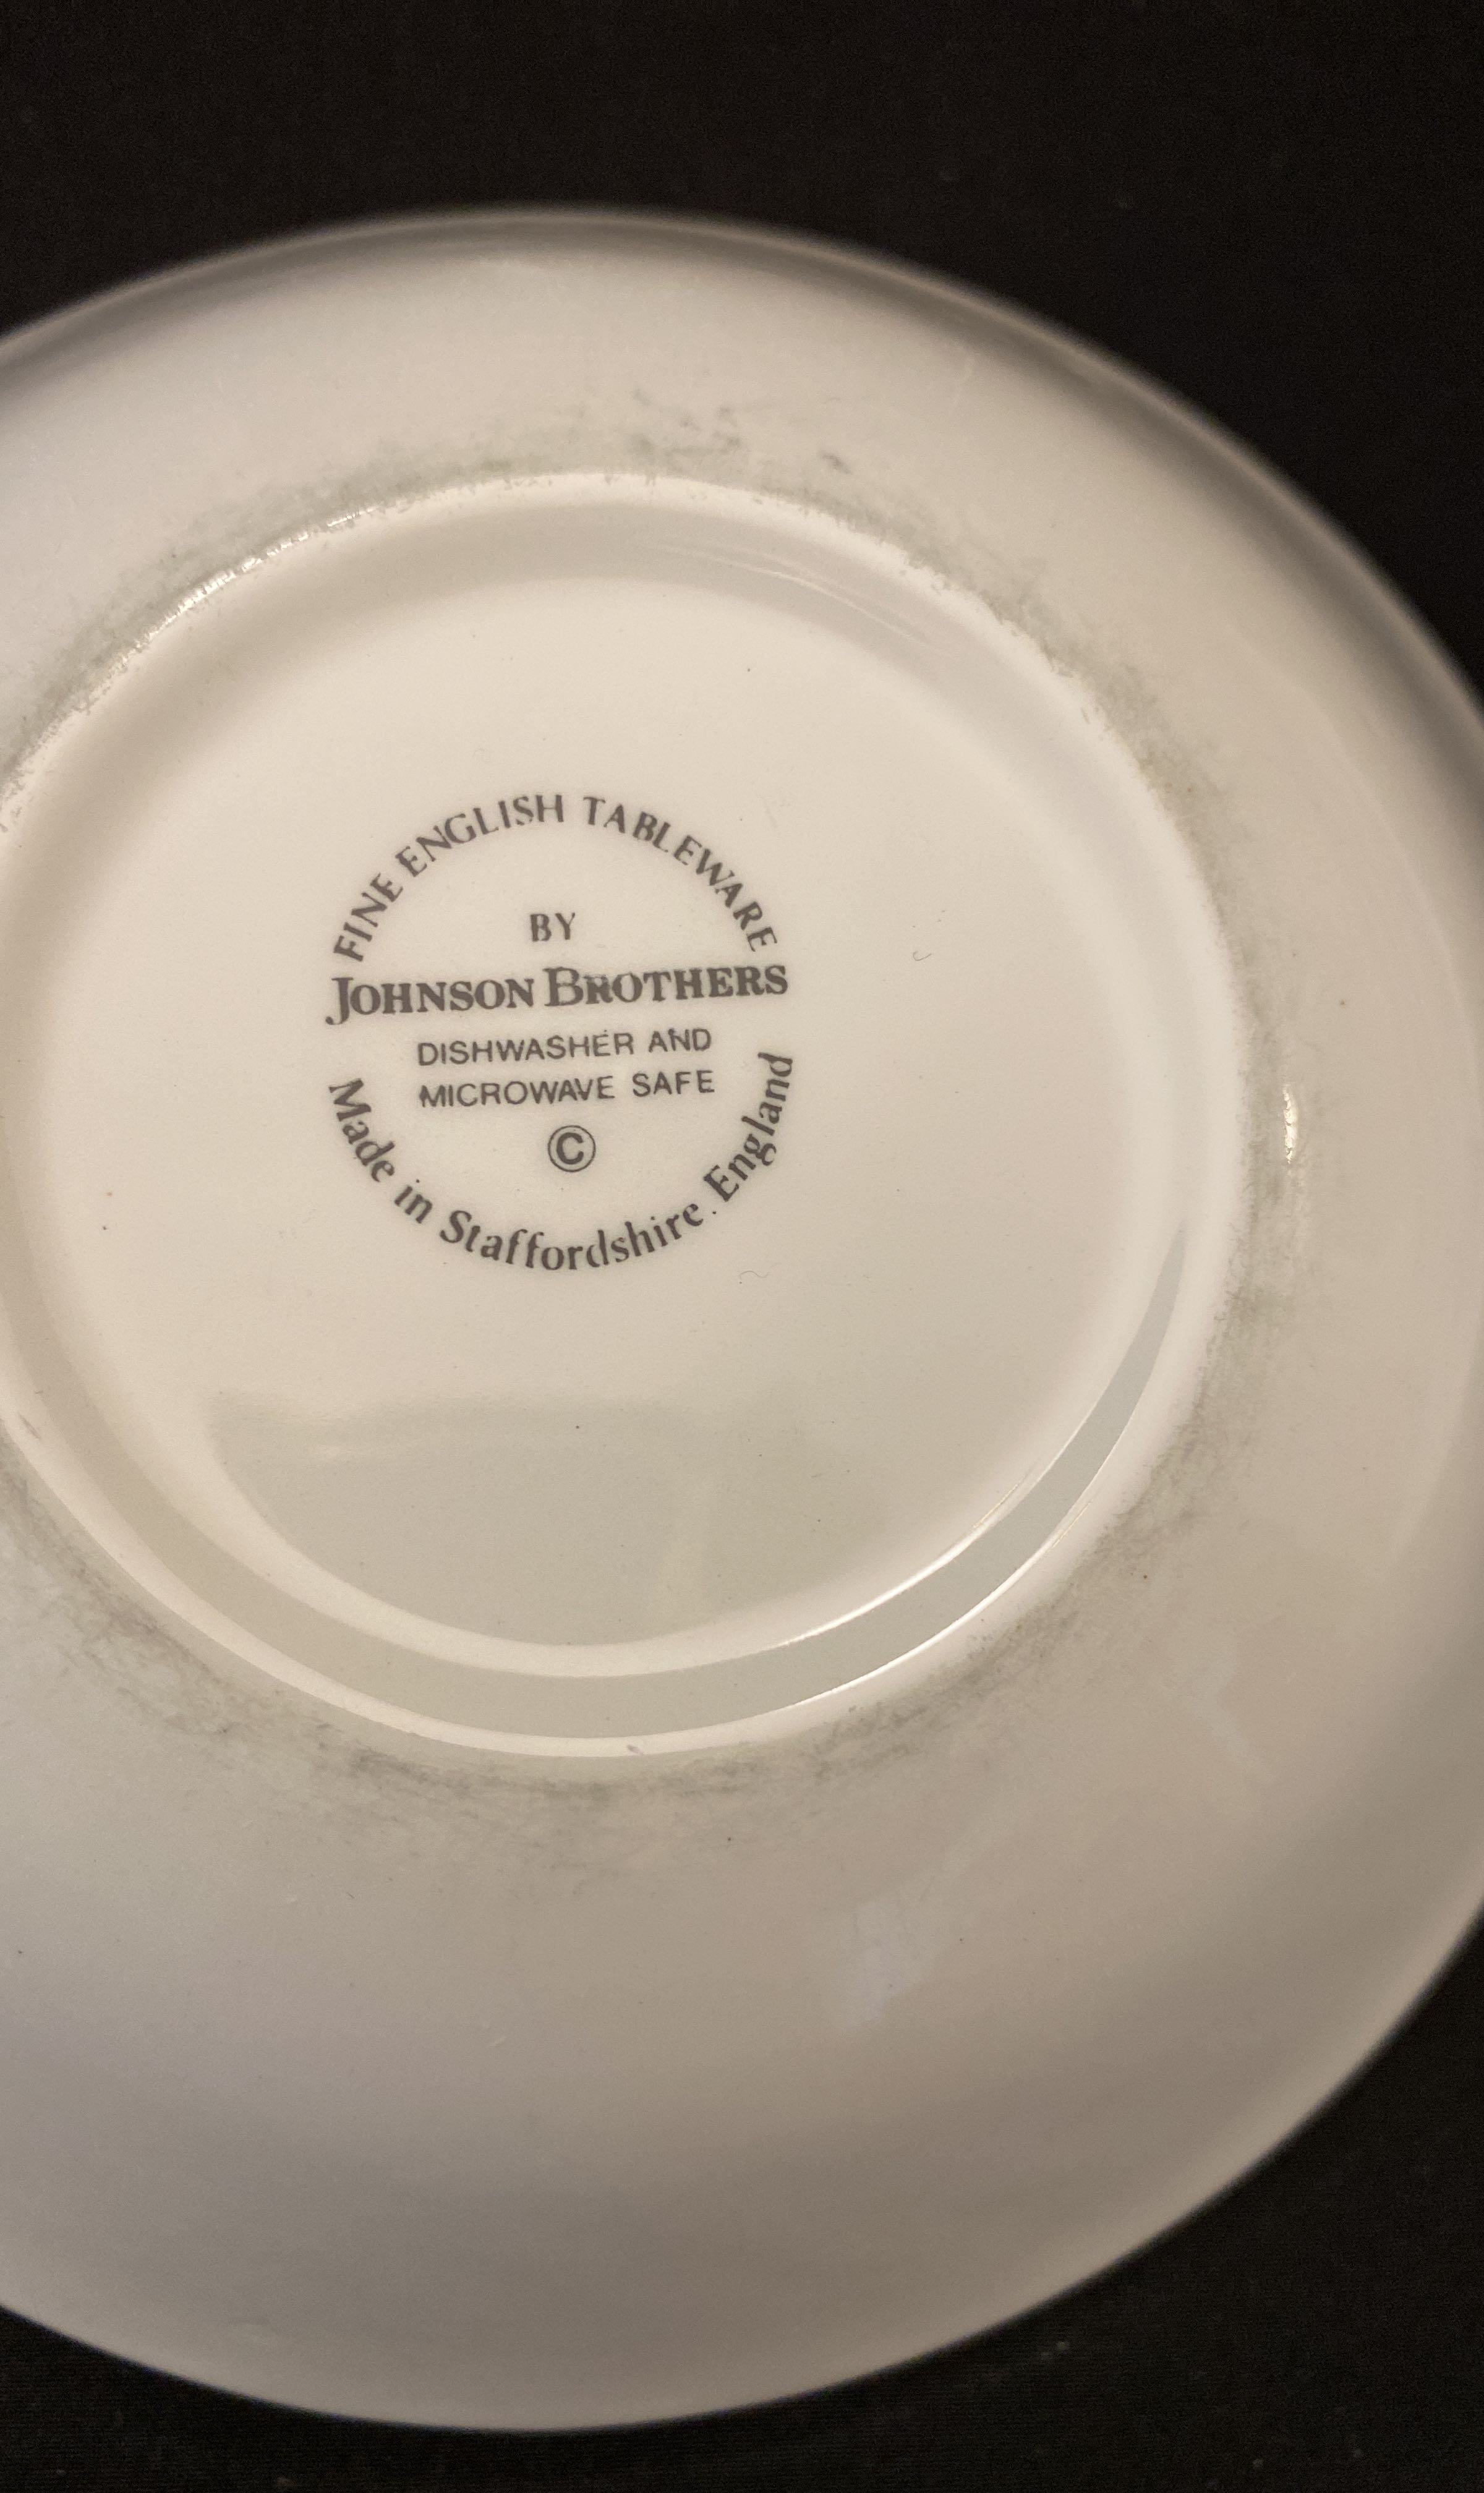 FINE ENGLISH TABLEWARE
BY
JOHNSON BROTHERS
DISHWASHER AND
MICROWAVE SAFE
©
Made in Staffordshire. England